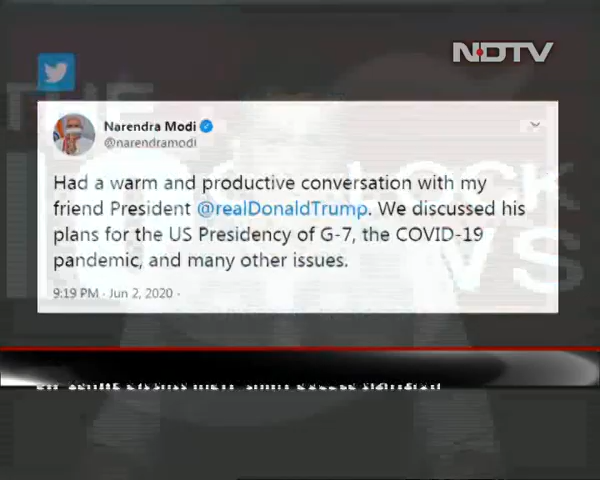 NDTV
Narendra Modi
@narendramodi
Had a warm and productive conversation with my
friend President @realDonaldTrump. We discussed his
plans for the US Presidency of G-7, the COVID-19
pandemic, and many other issues.
9:19 PM · Jun 2, 2020 ·